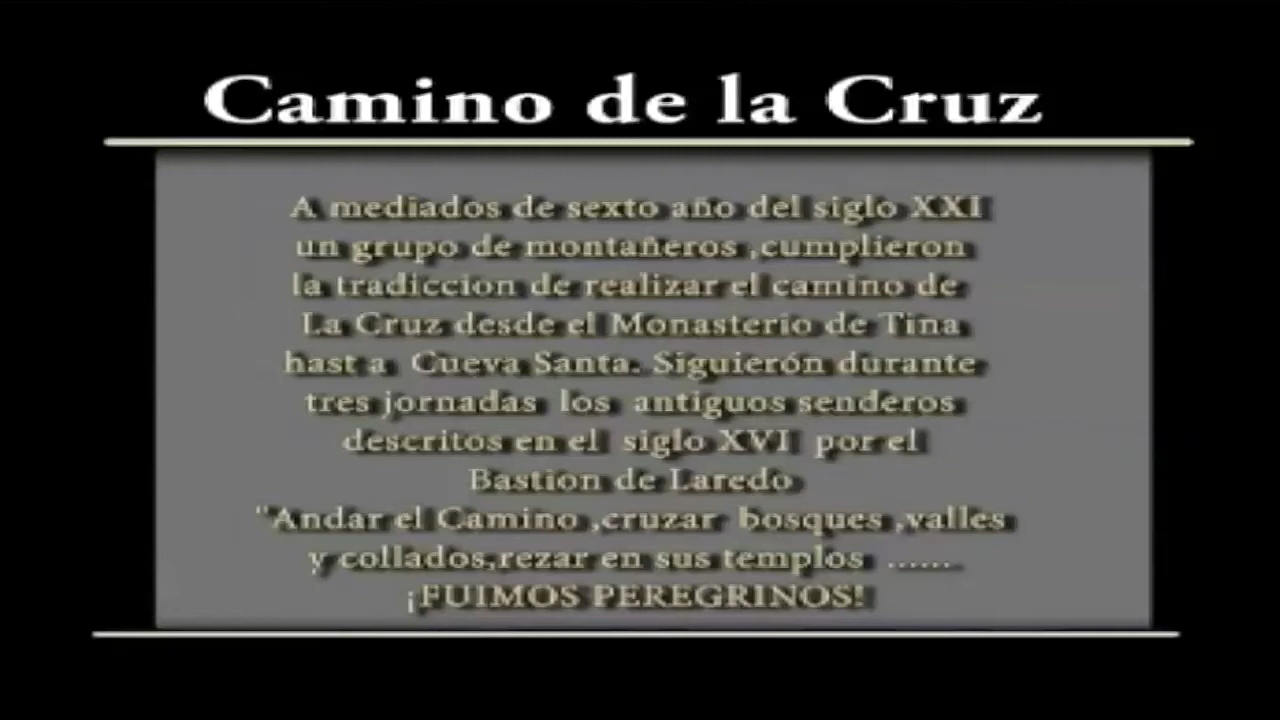 Camino de la Cruz
A mediados de sexto año del siglo XXI
un grupo de montañeros ,cumplieron
la tradiccion de realizar el camino de
La Cruz desde el Monasterio de Tina
hast a Cueva Santa. Siguierón durante
tres jornadas los antiguos senderos
descritos en el siglo XVI por el
Bastion de Laredo
"Andar el Camino ,cruzar bosques ,valles
y collados,rezar en sus templos ......
¡FUIMOS PEREGRINOS!